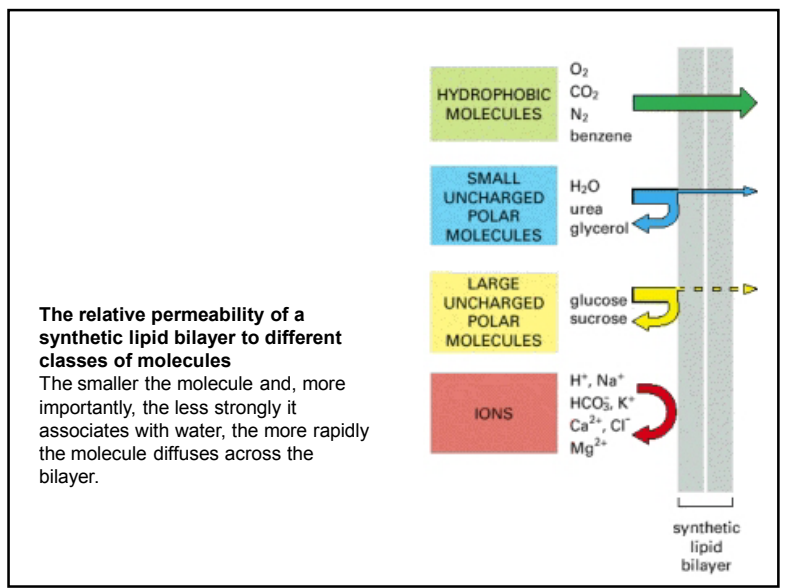 HYDROPHOBIC
MOLECULES
O₂
CO₂
N₂
benzene
SMALL
UNCHARGED
POLAR
MOLECULES
H₂O
urea
glycerol
LARGE
UNCHARGED
POLAR
MOLECULES
glucose
sucrose
IONS
H⁺, Na⁺
HCO₃⁻, K⁺
Ca²⁺, Cl⁻
Mg²⁺
synthetic
lipid
bilayer
The relative permeability of a
synthetic lipid bilayer to different
classes of molecules
The smaller the molecule and, more
importantly, the less strongly it
associates with water, the more rapidly
the molecule diffuses across the
bilayer.